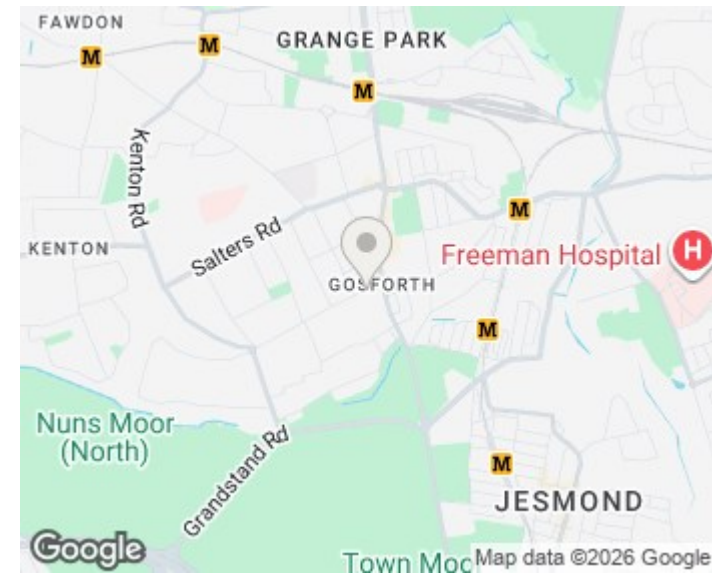 FAWDON
GRANGE PARK
M
M
M
Kenton Rd
M
Salters Rd
KENTON
Freeman Hospital
H
GOSFORTH
M
Nuns Moor
(North)
Grandstand Rd
M
JESMOND
Google
Town Moo
Map data ©2026 Google